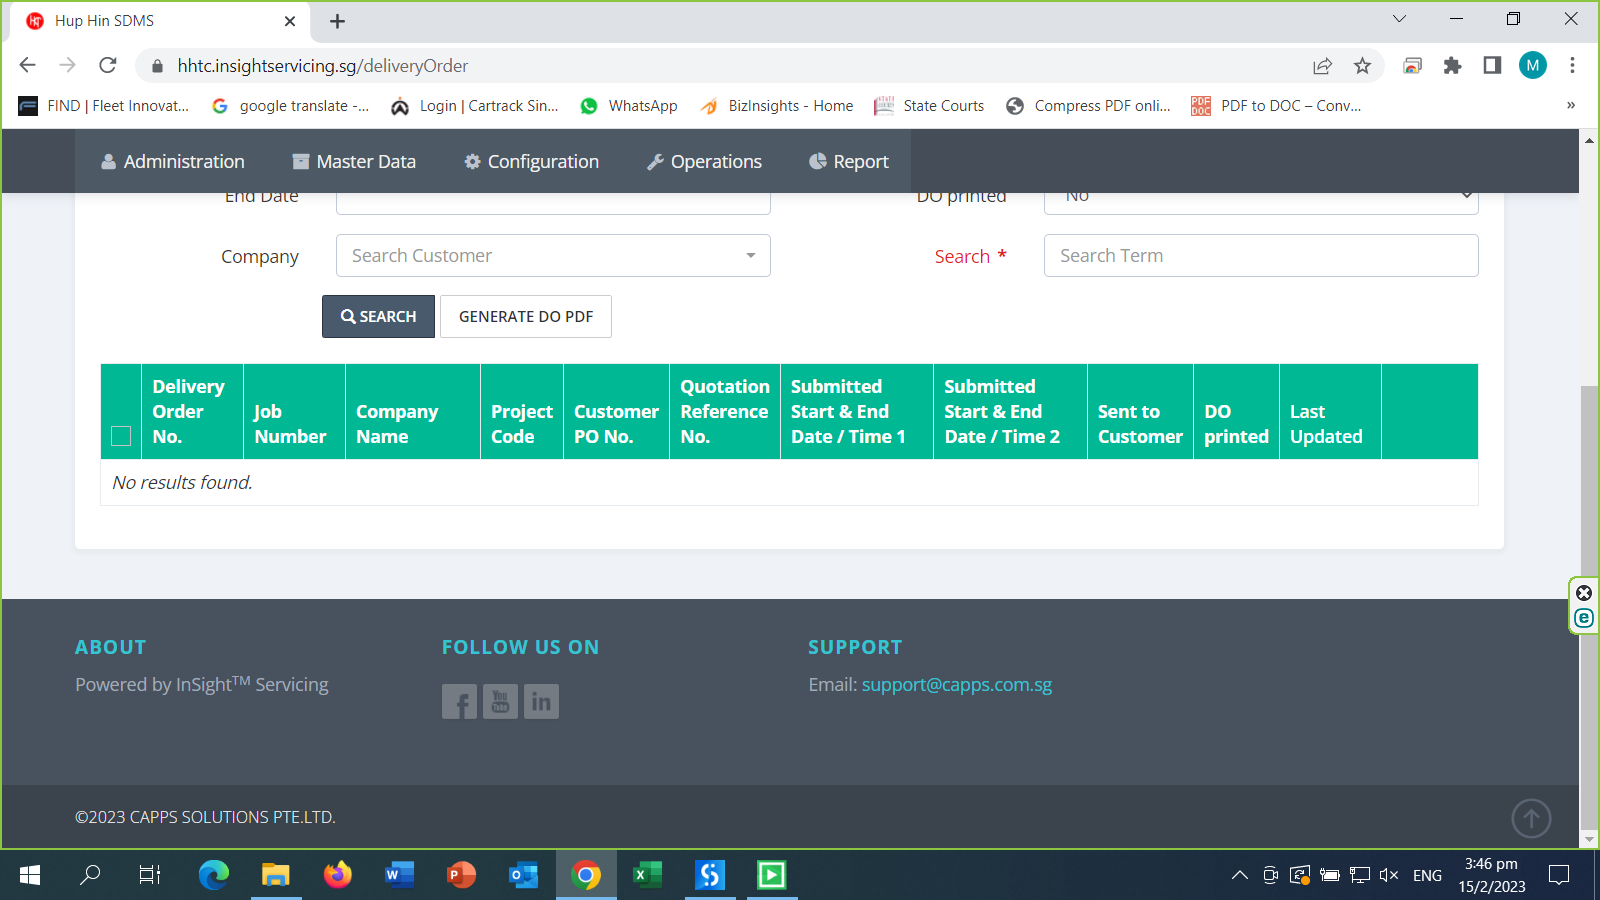 Hup Hin SDMS
hhtc.insightservicing.sg/deliveryOrder
M
FIND | Fleet Innovat... google translate -... Login | Cartrack Sin... WhatsApp BizInsights - Home State Courts Compress PDF onli... PDF to DOC – Conv... »
Administration Master Data Configuration Operations Report
End Date DO printed No
Company Search Customer Search * Search Term
SEARCH GENERATE DO PDF
Delivery Order No.
Job Number
Company Name
Project Code
Customer PO No.
Quotation Reference No.
Submitted Start & End Date / Time 1
Submitted Start & End Date / Time 2
Sent to Customer
DO printed
Last Updated
No results found.
ABOUT FOLLOW US ON SUPPORT
Powered by InSight™ Servicing Email: support@capps.com.sg
You Tube in
©2023 CAPPS SOLUTIONS PTE.LTD.
ENG
3:46 pm
15/2/2023